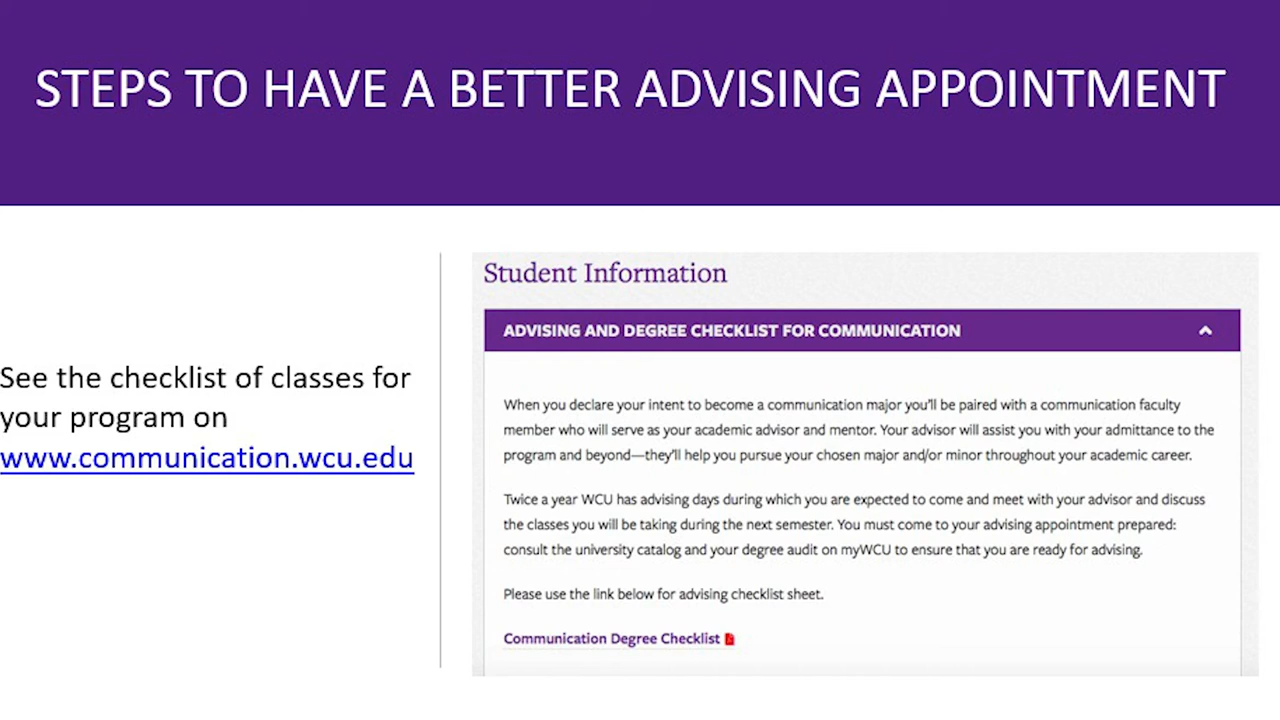 STEPS TO HAVE A BETTER ADVISING APPOINTMENT
See the checklist of classes for
your program on
www.communication.wcu.edu
Student Information
ADVISING AND DEGREE CHECKLIST FOR COMMUNICATION
When you declare your intent to become a communication major you'll be paired with a communication faculty
member who will serve as your academic advisor and mentor. Your advisor will assist you with your admittance to the
program and beyond—they'll help you pursue your chosen major and/or minor throughout your academic career.
Twice a year WCU has advising days during which you are expected to come and meet with your advisor and discuss
the classes you will be taking during the next semester. You must come to your advising appointment prepared:
consult the university catalog and your degree audit on myWCU to ensure that you are ready for advising.
Please use the link below for advising checklist sheet.
Communication Degree Checklist